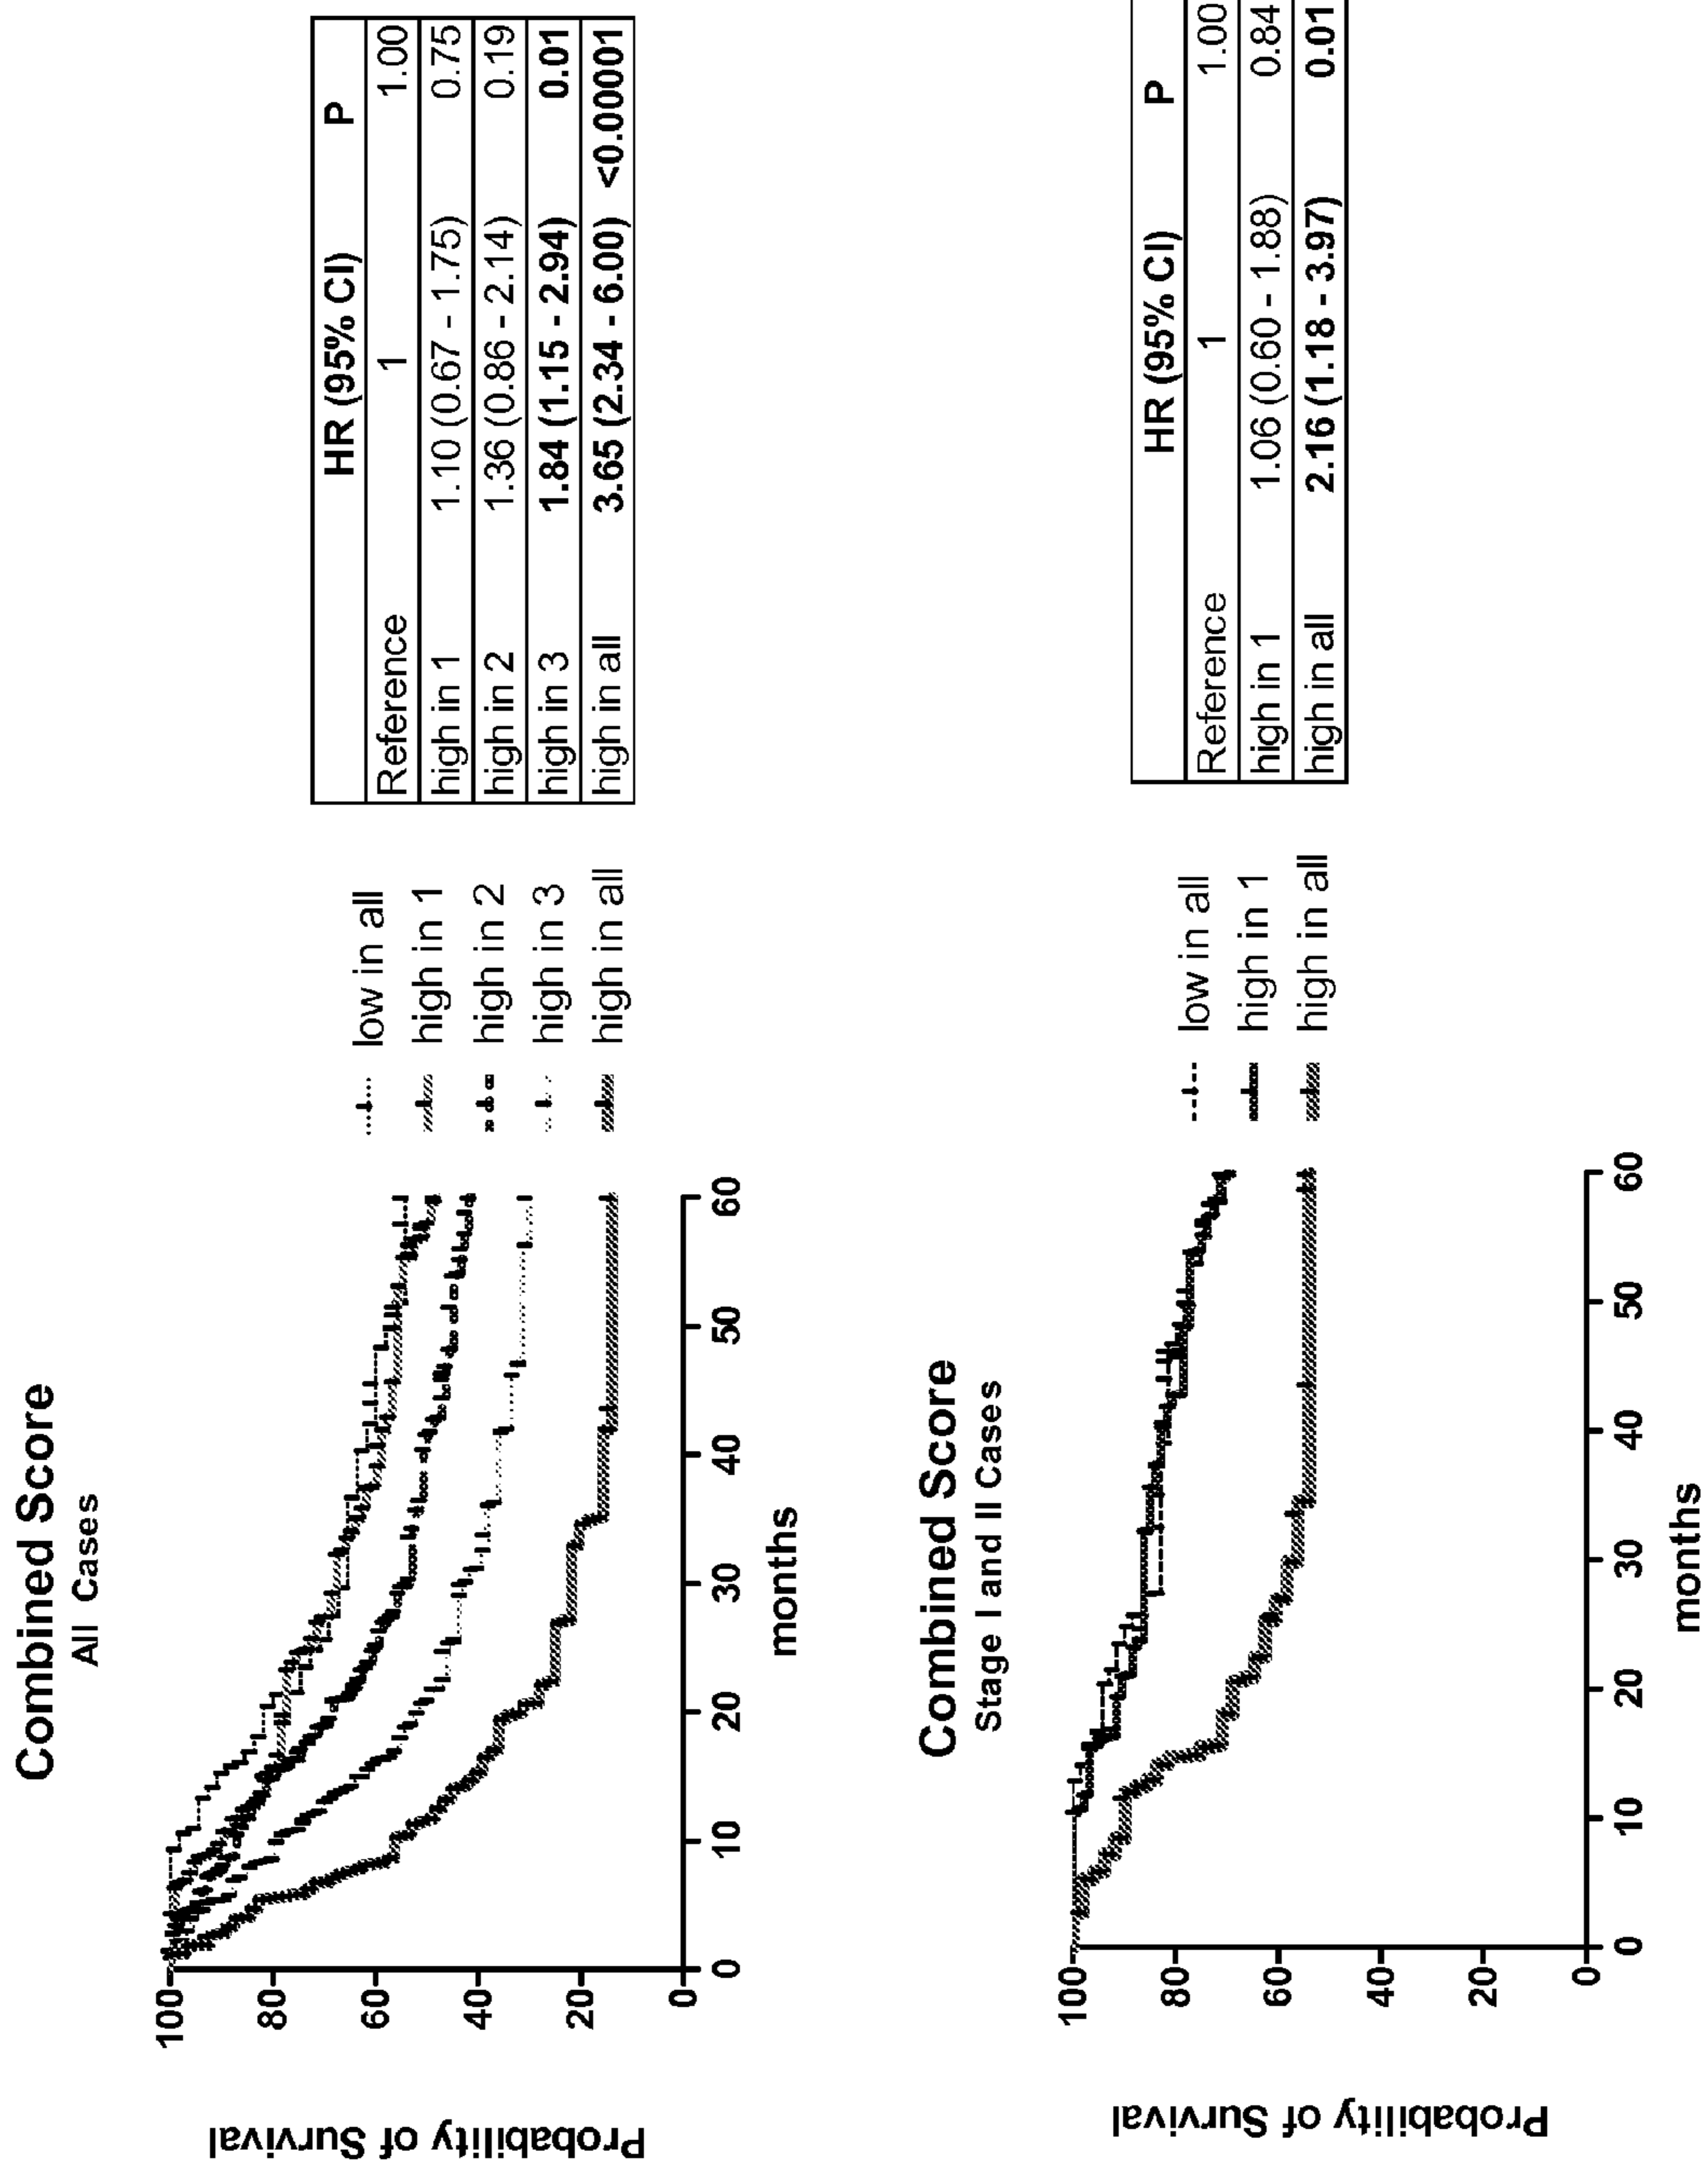 Combined Score
All Cases
Probability of Survival
100
80
60
40
20
0
0 10 20 30 40 50 60
months
low in all
high in 1
high in 2
high in 3
high in all
HR (95% CI) P
Reference 1 1.00
high in 1 1.10 (0.67 - 1.75) 0.75
high in 2 1.36 (0.86 - 2.14) 0.19
high in 3 1.84 (1.15 - 2.94) 0.01
high in all 3.65 (2.34 - 6.00) <0.00001
Combined Score
Stage I and II Cases
Probability of Survival
100
80
60
40
20
0
0 10 20 30 40 50 60
months
low in all
high in 1
high in all
HR (95% CI) P
Reference 1 1.00
high in 1 1.06 (0.60 - 1.88) 0.84
high in all 2.16 (1.18 - 3.97) 0.01